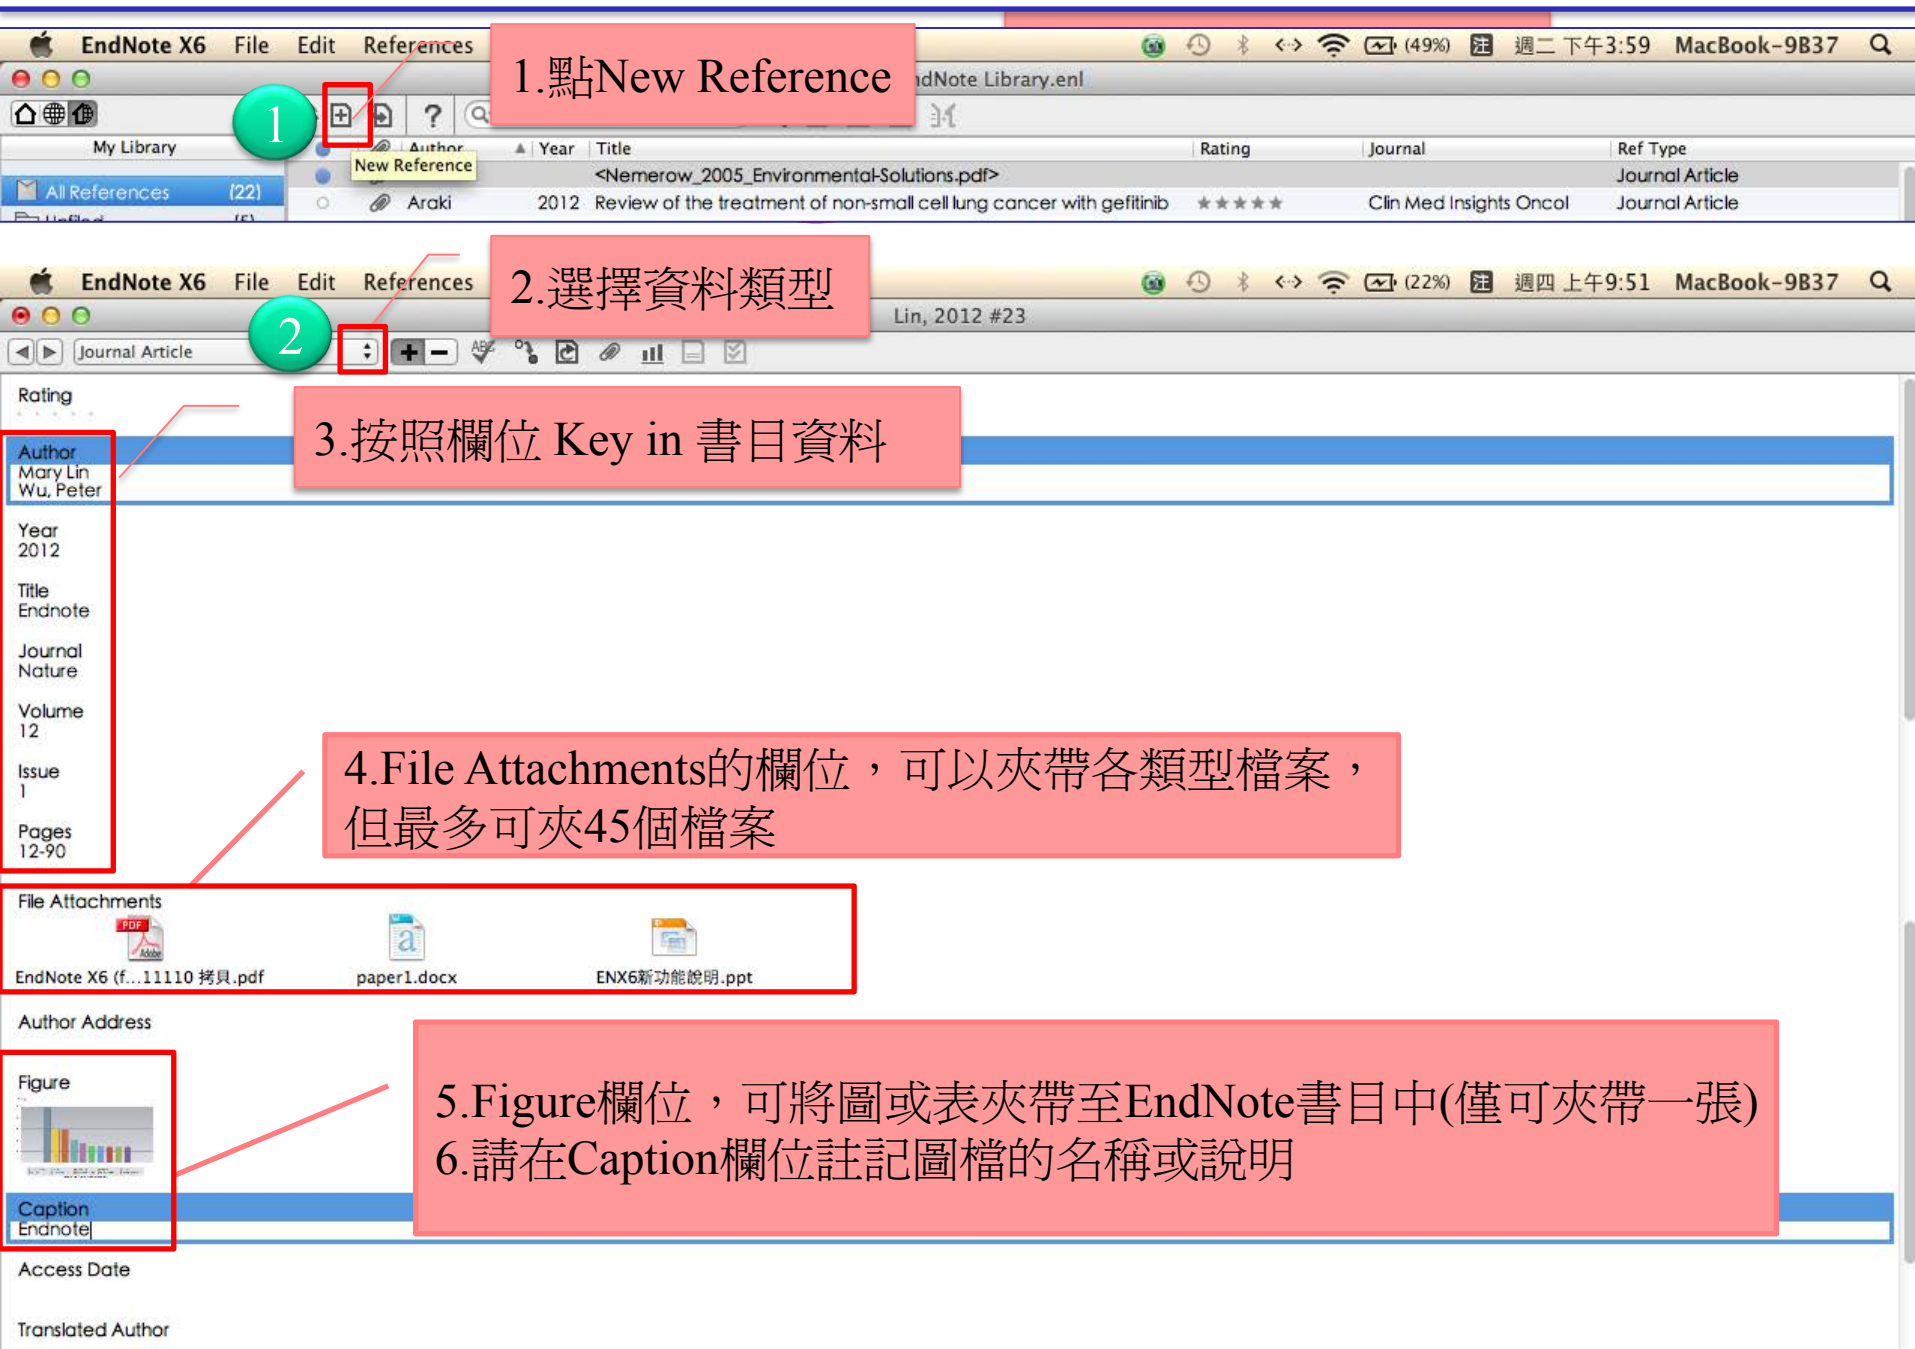 EndNote X6 File Edit References (49%) 注 週二 下午3:59 MacBook-9B37
1.點New Reference
ndNote Library.enl
1
?
My Library
Author Year Title Rating Journal Ref Type
New Reference
<Nemerow_2005_Environmental-Solutions.pdf> Journal Article
All References (22)
Araki 2012 Review of the treatment of non-small cell lung cancer with gefitinib ★★★★★ Clin Med Insights Oncol Journal Article
EndNote X6 File Edit References (22%) 注 週四 上午9:51 MacBook-9B37
2.選擇資料類型
Lin, 2012 #23
2
Journal Article
ABC
Rating
3.按照欄位 Key in 書目資料
Author
Mary Lin
Wu, Peter
Year
2012
Title
Endnote
Journal
Nature
Volume
12
Issue
1
Pages
12-90
4.File Attachments的欄位，可以夾帶各類型檔案，
但最多可夾45個檔案
File Attachments
PDF
Adobe
EndNote X6 (f...11110 拷貝.pdf paper1.docx ENX6新功能說明.ppt
Author Address
Figure
5.Figure欄位，可將圖或表夾帶至EndNote書目中(僅可夾帶一張)
6.請在Caption欄位註記圖檔的名稱或說明
Caption
Endnote
Access Date
Translated Author